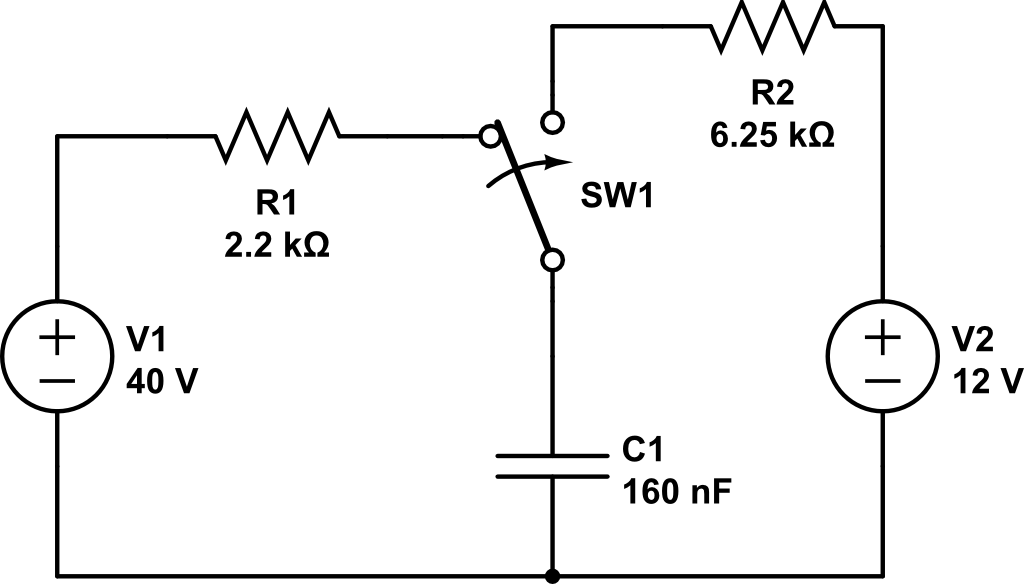 R2
6.25 kΩ
SW1
R1
2.2 kΩ
V1
40 V
V2
12 V
C1
160 nF